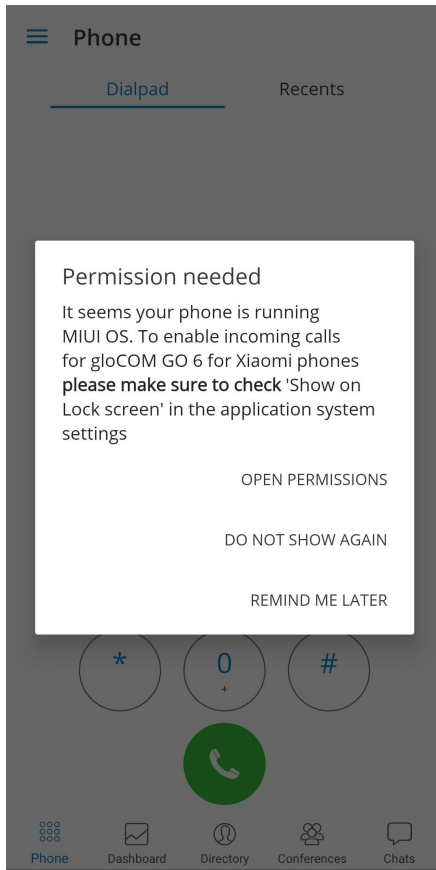 Phone
Dialpad Recents
Permission needed
It seems your phone is running
MIUI OS. To enable incoming calls
for gloCOM GO 6 for Xiaomi phones
please make sure to check 'Show on
Lock screen' in the application system
settings
OPEN PERMISSIONS
DO NOT SHOW AGAIN
REMIND ME LATER
* 0 #
+
Phone Dashboard Directory Conferences Chats